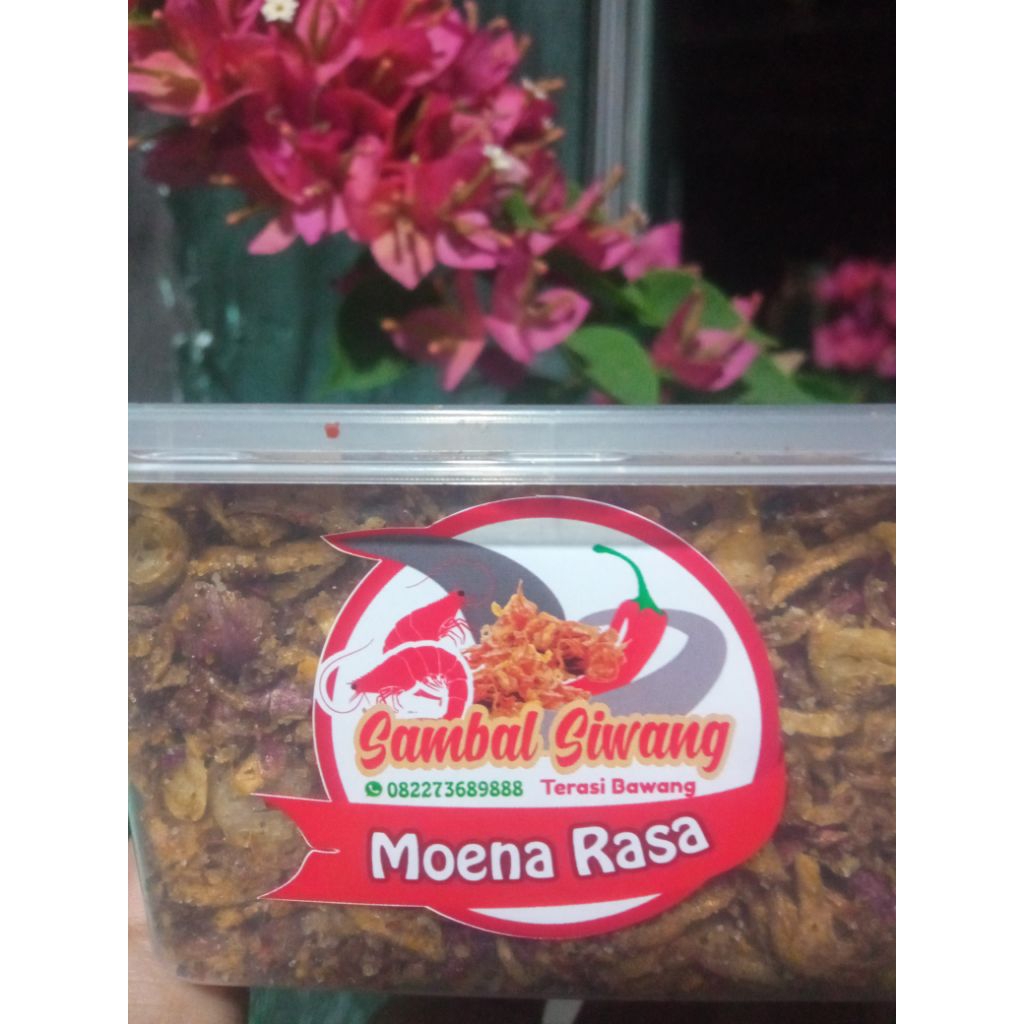 Sambal Siwang
082273689888 Terasi Bawang
Moena Rasa